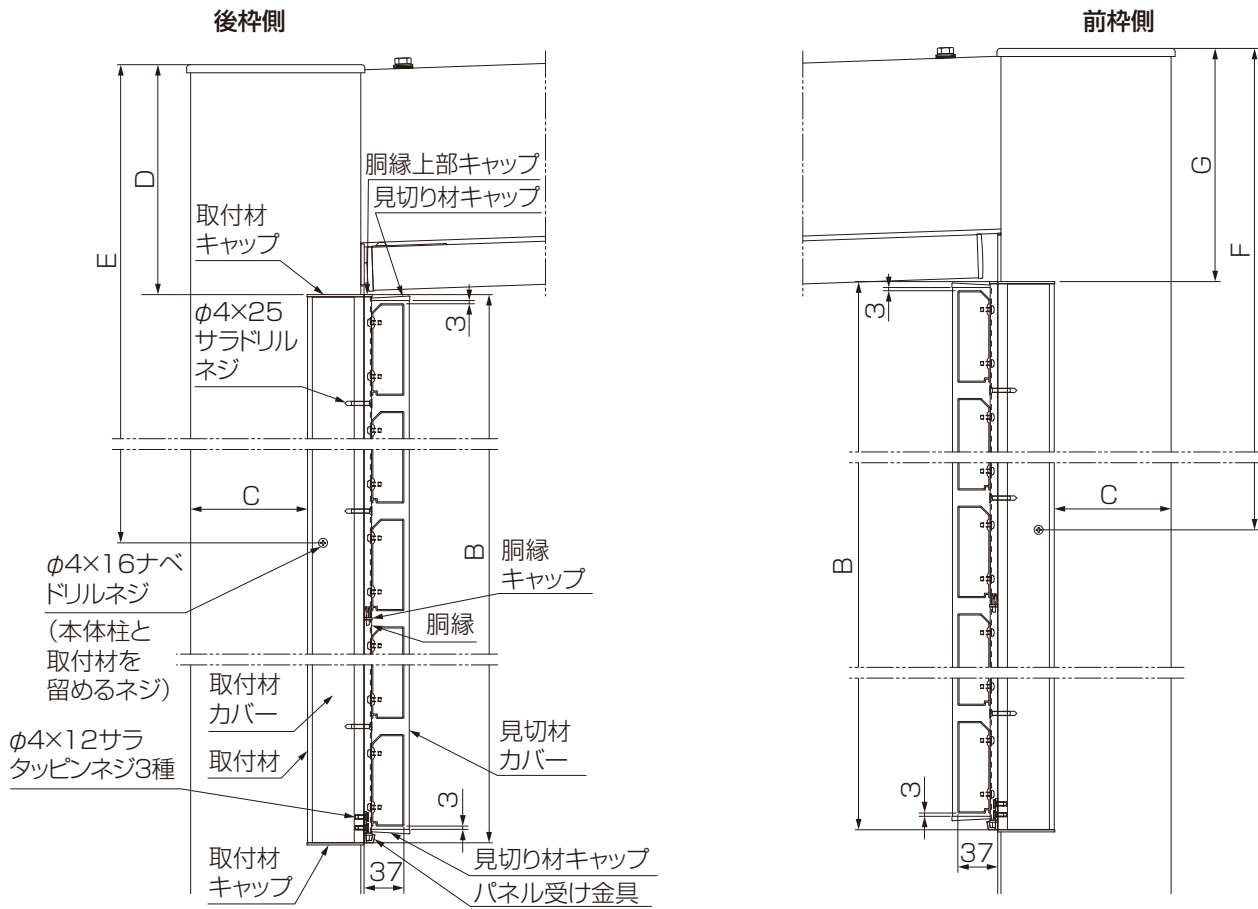 後枠側
前枠側
胴縁上部キャップ
見切り材キャップ
取付材
キャップ
φ4×25
サラドリル
ネジ
D
E
G
F
3
3
C
C
B
B
φ4×16ナベ
ドリルネジ
(本体柱と
取付材を
留めるネジ)
胴縁
キャップ
胴縁
取付材
カバー
取付材
φ4×12サラ
タッピンネジ3種
見切材
カバー
3
3
取付材
キャップ
37
37
見切り材キャップ
パネル受け金具